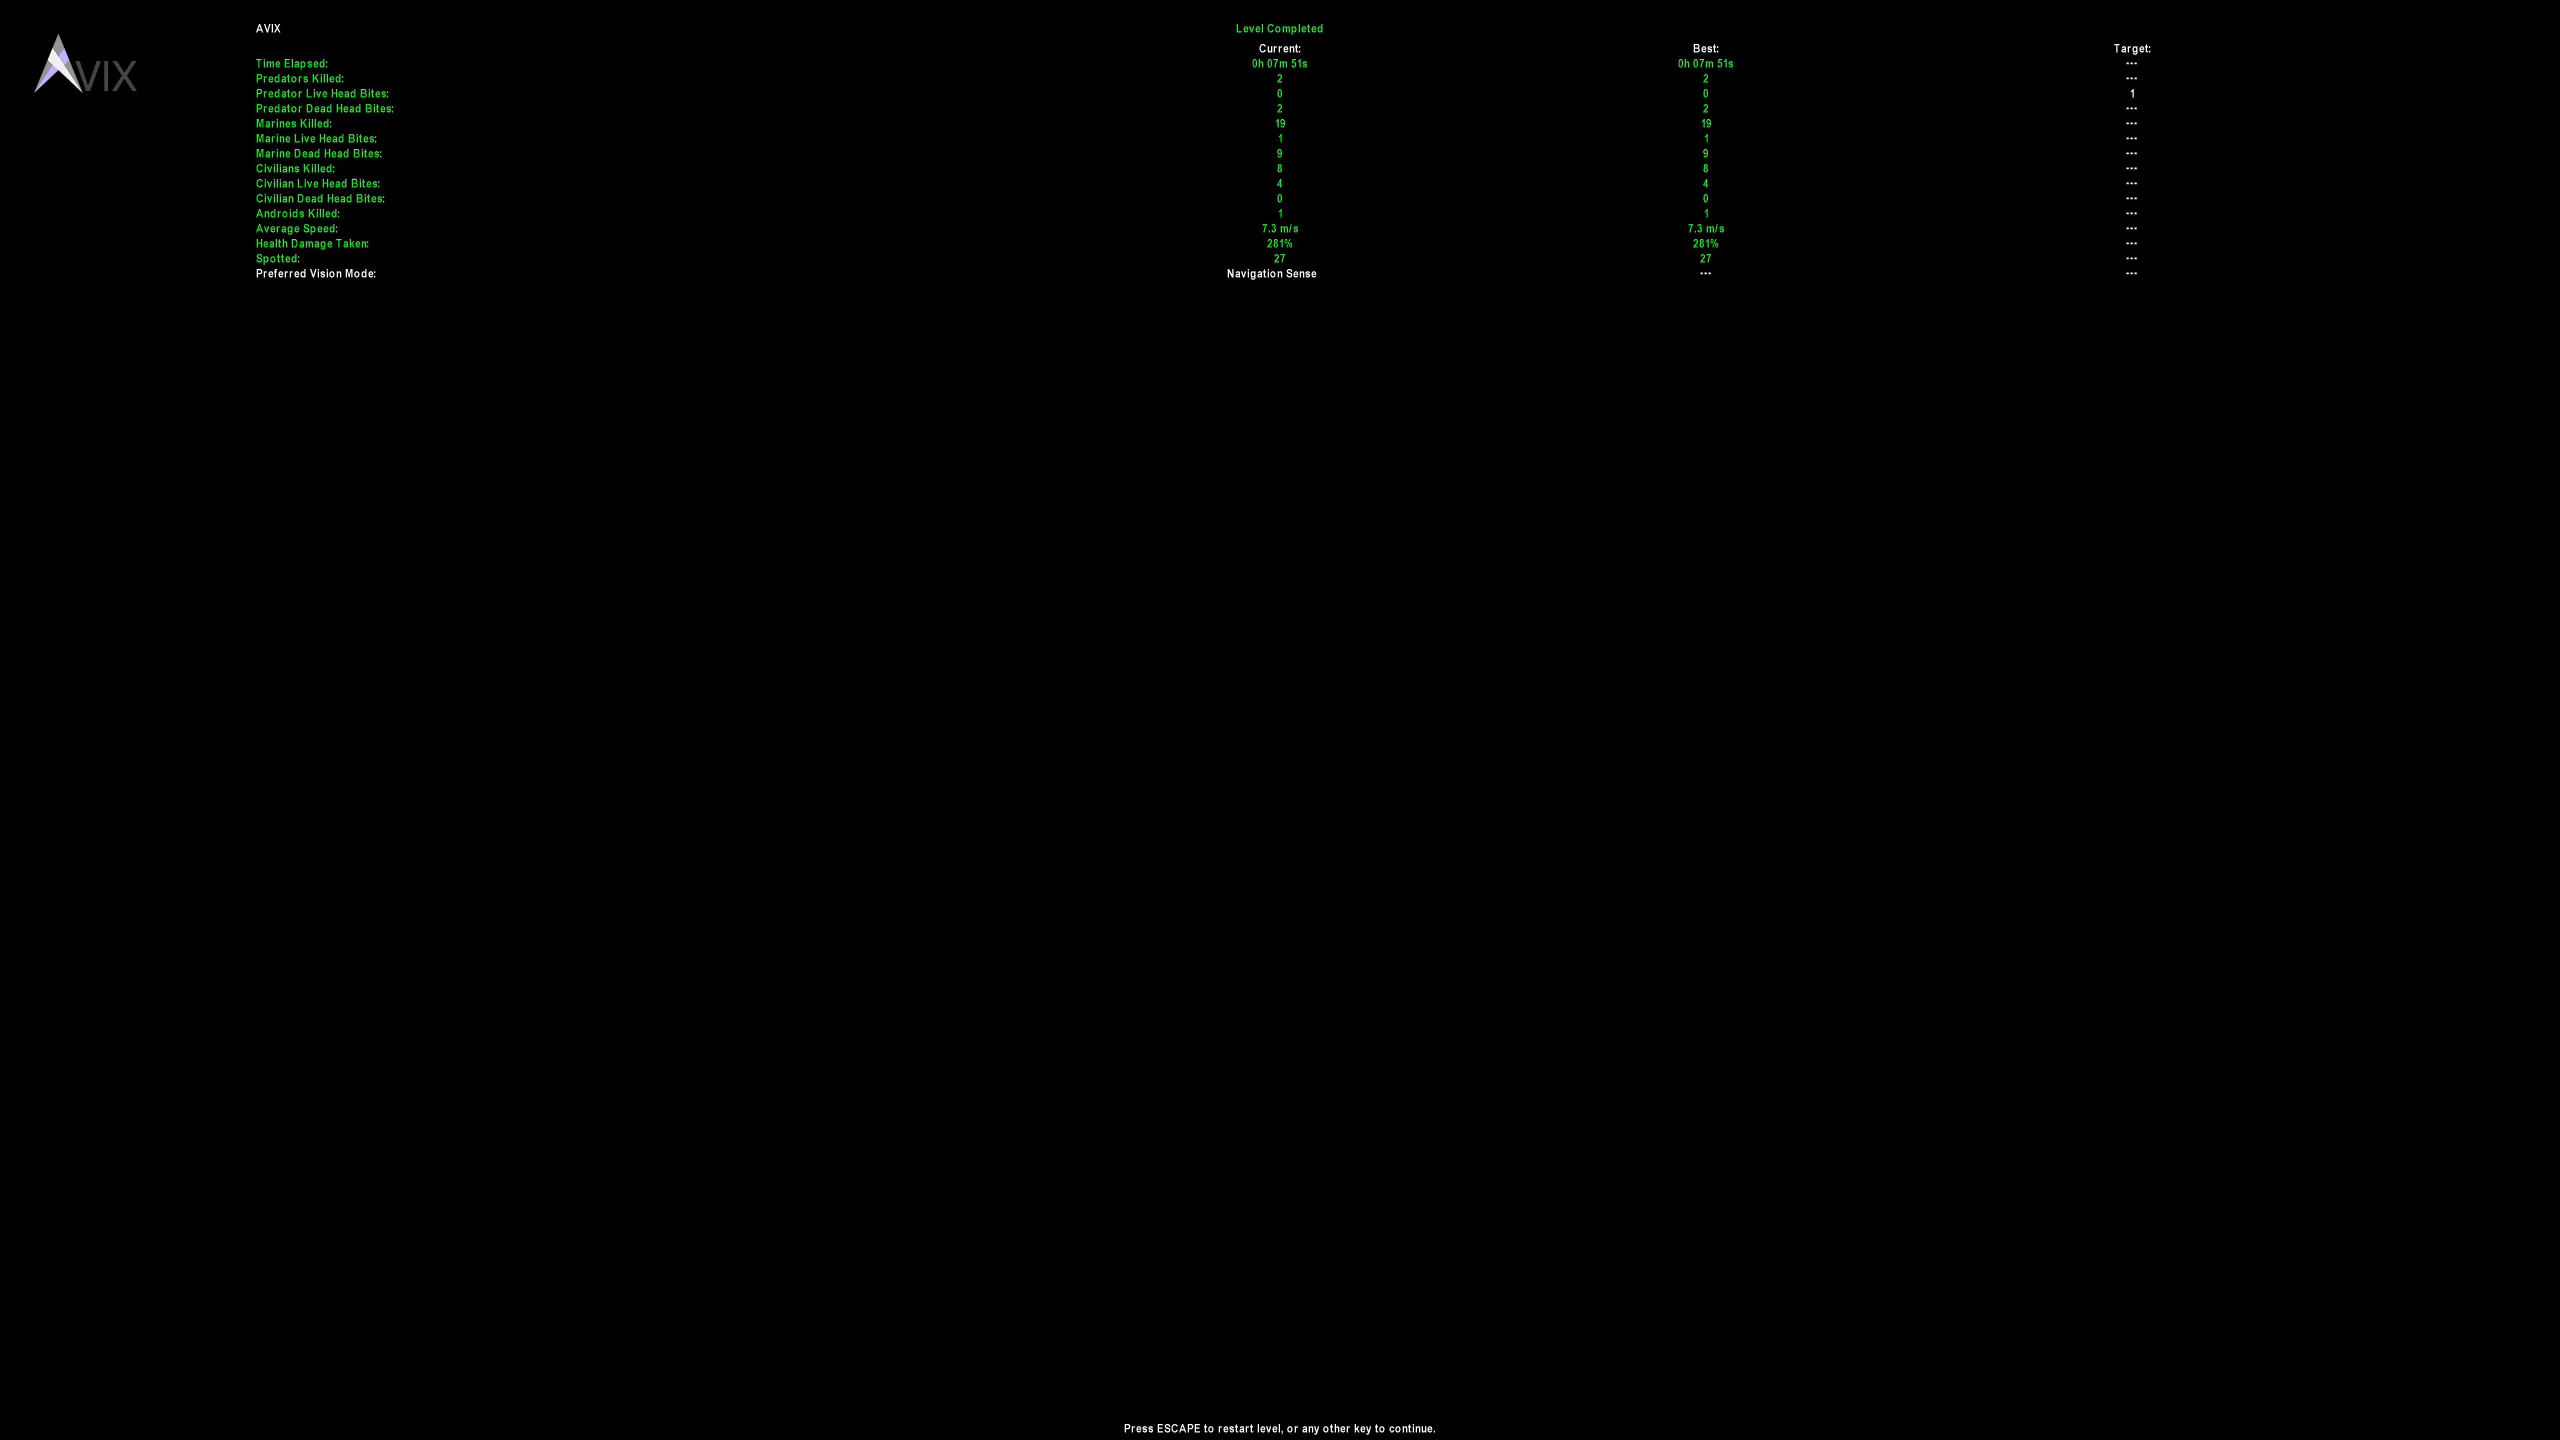 AVIX Level Completed
Current: Best: Target:
AVIX
Time Elapsed: 0h 07m 51s 0h 07m 51s ---
Predators Killed: 2 2 ---
Predator Live Head Bites: 0 0 1
Predator Dead Head Bites: 2 2 ---
Marines Killed: 19 19 ---
Marine Live Head Bites: 1 1 ---
Marine Dead Head Bites: 9 9 ---
Civilians Killed: 8 8 ---
Civilian Live Head Bites: 4 4 ---
Civilian Dead Head Bites: 0 0 ---
Androids Killed: 1 1 ---
Average Speed: 7.3 m/s 7.3 m/s ---
Health Damage Taken: 281% 281% ---
Spotted: 27 27 ---
Preferred Vision Mode: Navigation Sense --- ---
Press ESCAPE to restart level, or any other key to continue.